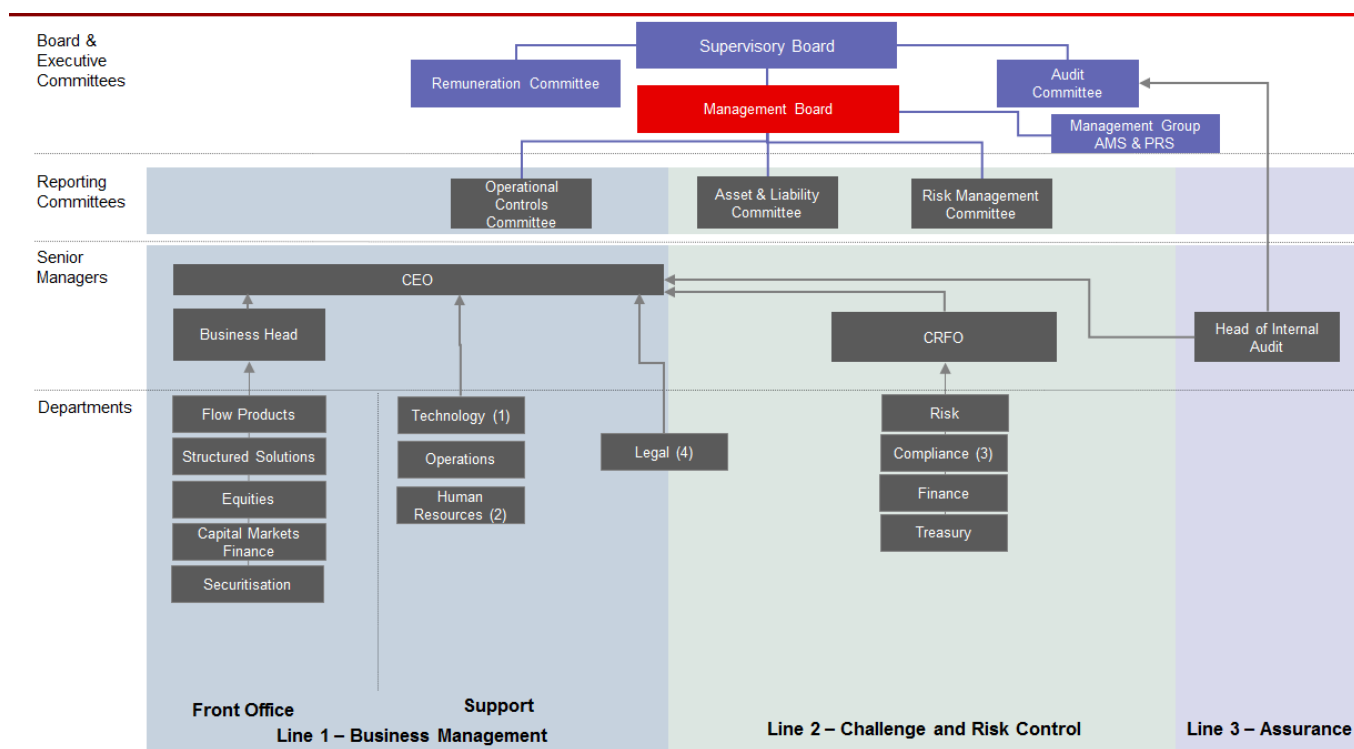 Board &
Executive
Committees
Supervisory Board
Remuneration Committee
Audit
Committee
Management Board
Management Group
AMS & PRS
Reporting
Committees
Operational
Controls
Committee
Asset & Liability
Committee
Risk Management
Committee
Senior
Managers
CEO
Business Head
CRFO
Head of Internal
Audit
Departments
Flow Products
Structured Solutions
Equities
Capital Markets
Finance
Securitisation
Technology (1)
Operations
Human
Resources (2)
Legal (4)
Risk
Compliance (3)
Finance
Treasury
Front Office
Support
Line 1 – Business Management
Line 2 – Challenge and Risk Control
Line 3 – Assurance